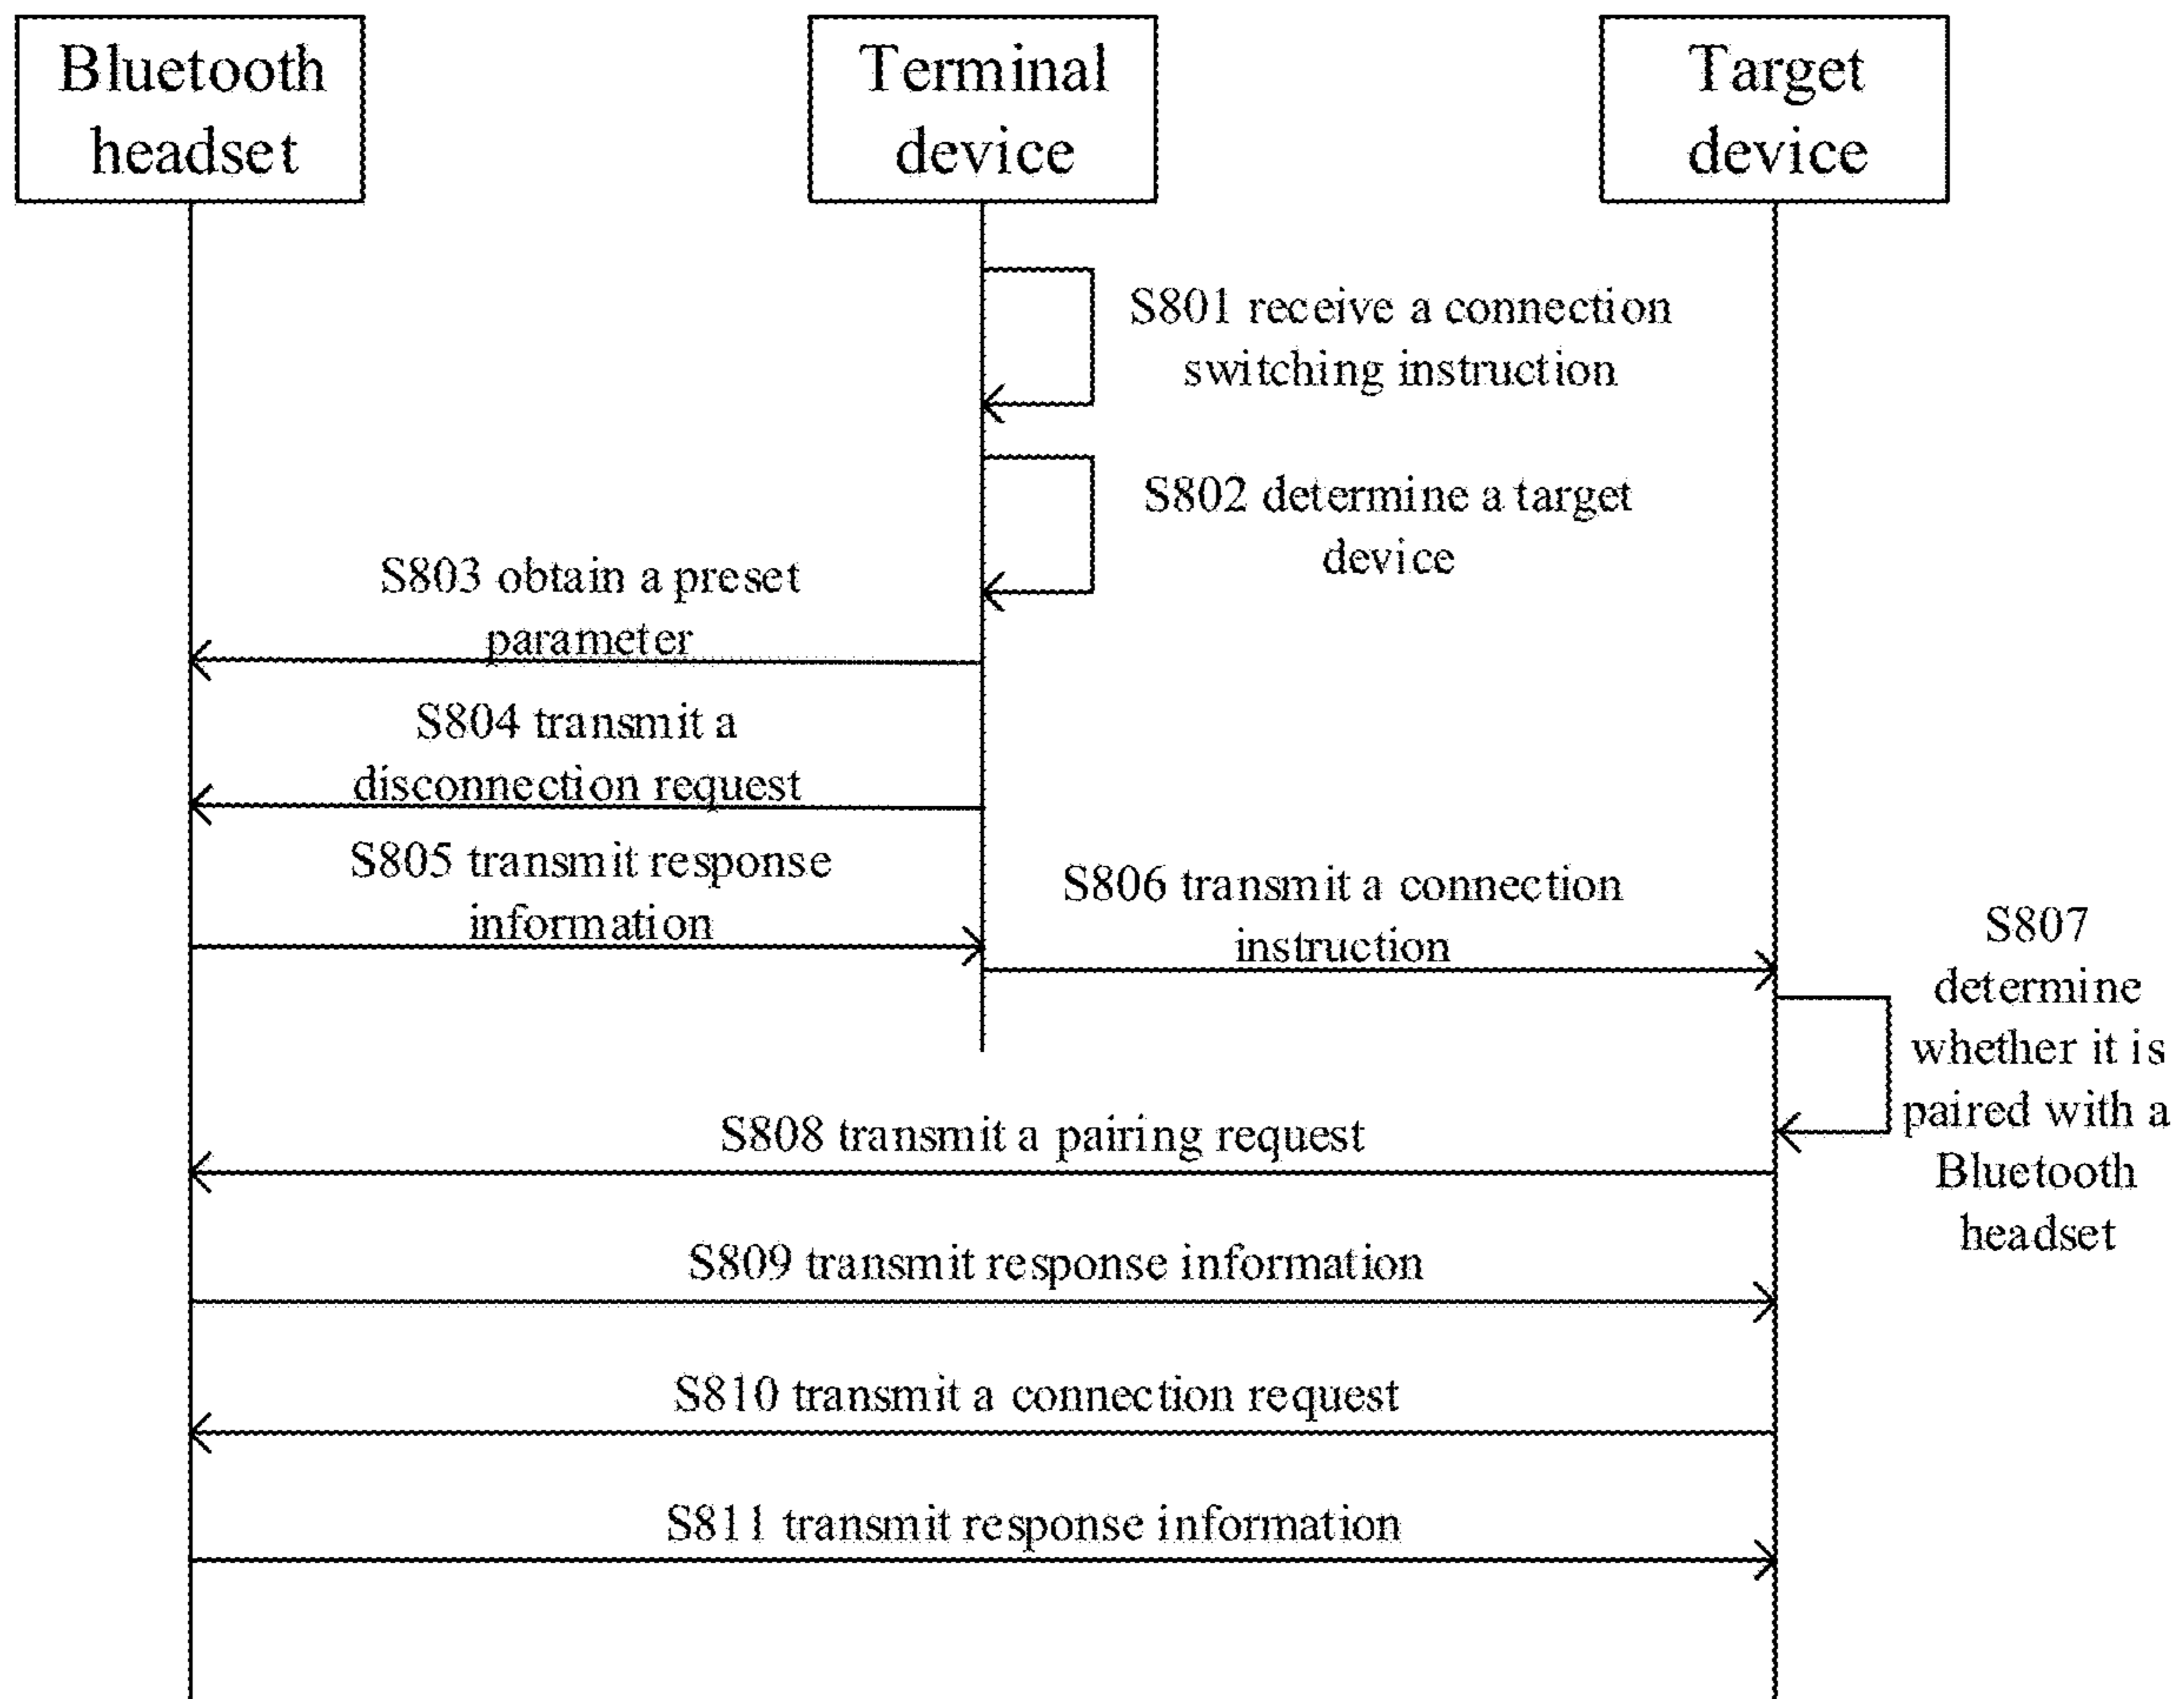 Bluetooth
headset
Terminal
device
Target
device
S801 receive a connection
switching instruction
S802 determine a target
device
S803 obtain a preset
parameter
S804 transmit a
disconnection request
S805 transmit response
information
S806 transmit a connection
instruction
S807
determine
whether it is
paired with a
Bluetooth
headset
S808 transmit a pairing request
S809 transmit response information
S810 transmit a connection request
S811 transmit response information